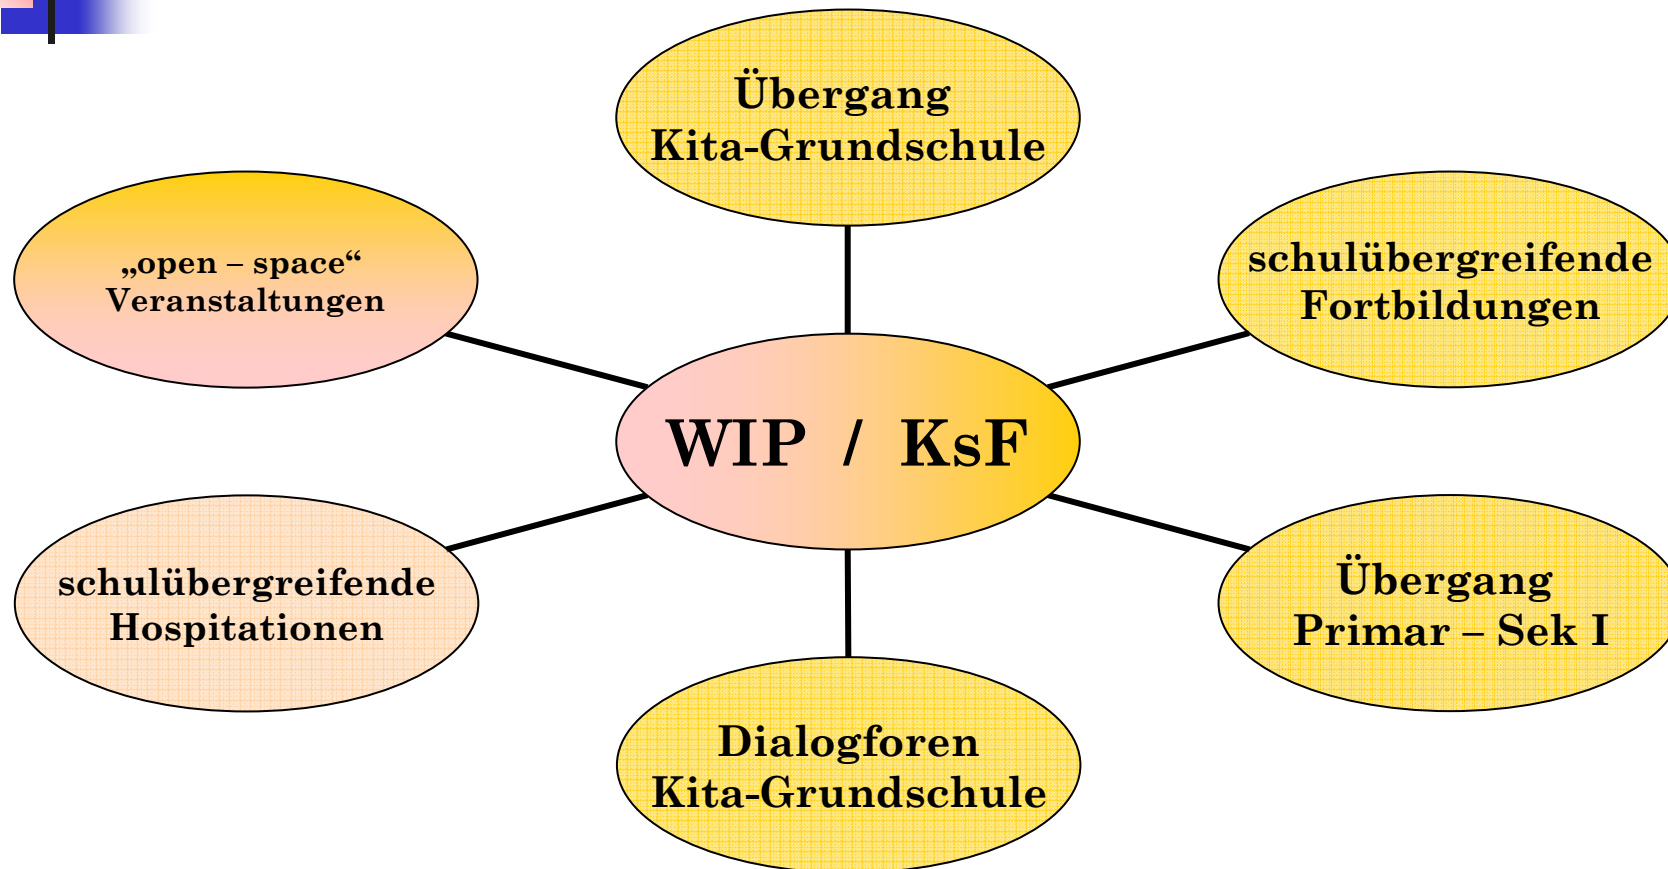 Übergang
Kita-Grundschule
„open – space“
Veranstaltungen
schulübergreifende
Fortbildungen
WIP / KsF
schulübergreifende
Hospitationen
Übergang
Primar – Sek I
Dialogforen
Kita-Grundschule